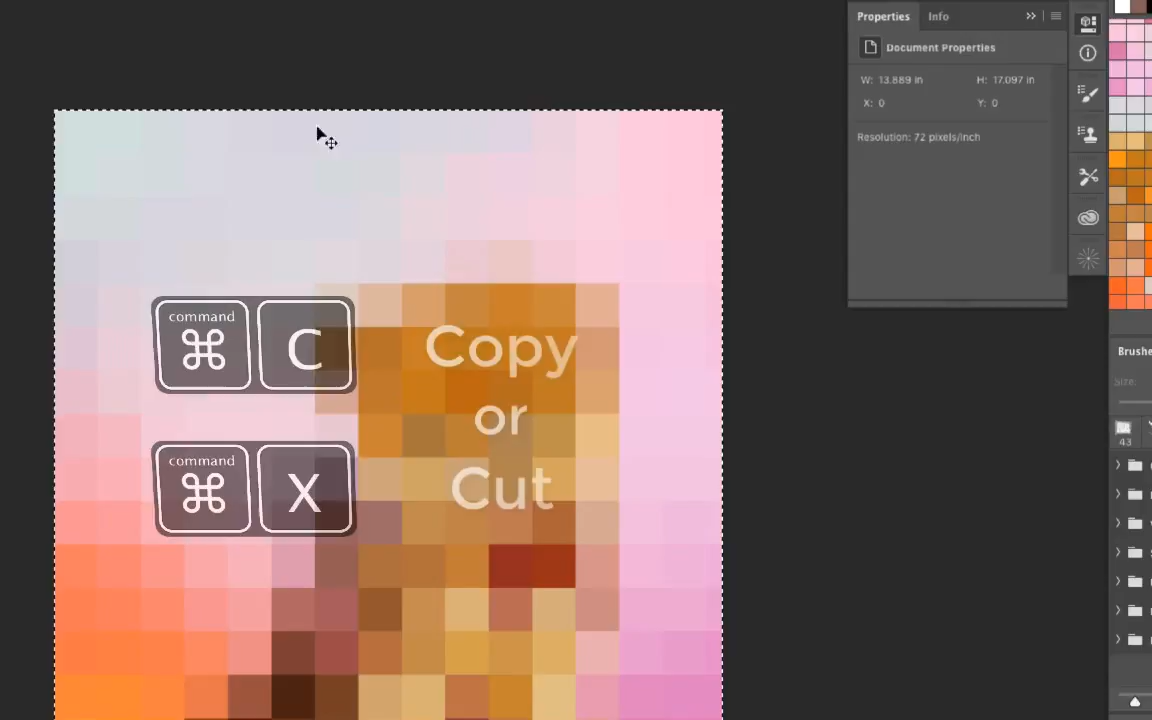 Properties
Info
Document Properties
W: 13.889 in
H: 17.097 in
X: 0
Y: 0
Resolution: 72 pixels/inch
command
⌘
C
Copy
or
Cut
command
⌘
X
Brushe
Size:
43